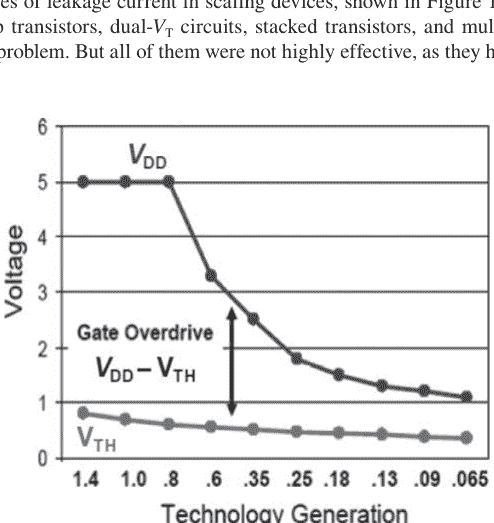 es of leakage current in scaling devices, shown in Figure 1
p transistors, dual-VT circuits, stacked transistors, and mul
problem. But all of them were not highly effective, as they h
6
VDD
5
4
Voltage
3
Gate Overdrive
2
VDD – VTH
1
VTH
0
1.4 1.0 .8 .6 .35 .25 .18 .13 .09 .065
Technology Generation